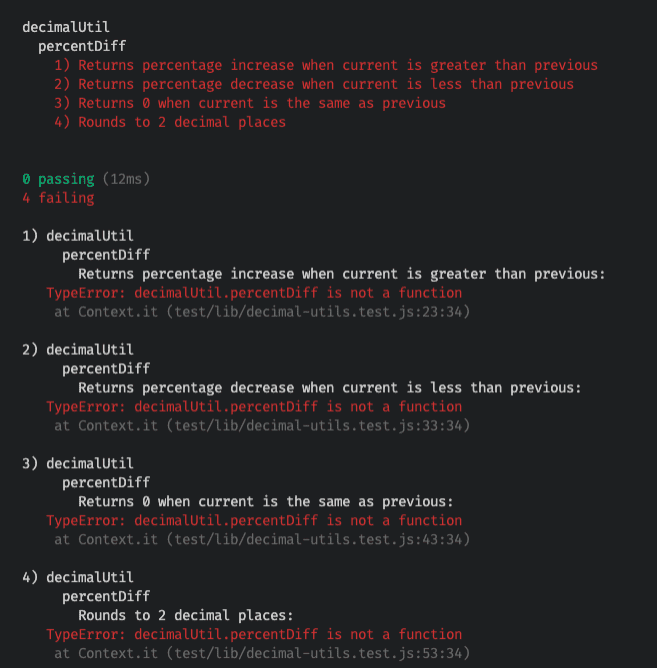 decimalUtil
percentDiff
1) Returns percentage increase when current is greater than previous
2) Returns percentage decrease when current is less than previous
3) Returns 0 when current is the same as previous
4) Rounds to 2 decimal places
0 passing (12ms)
4 failing
1) decimalUtil
percentDiff
Returns percentage increase when current is greater than previous:
TypeError: decimalUtil.percentDiff is not a function
at Context.it (test/lib/decimal-utils.test.js:23:34)
2) decimalUtil
percentDiff
Returns percentage decrease when current is less than previous:
TypeError: decimalUtil.percentDiff is not a function
at Context.it (test/lib/decimal-utils.test.js:33:34)
3) decimalUtil
percentDiff
Returns 0 when current is the same as previous:
TypeError: decimalUtil.percentDiff is not a function
at Context.it (test/lib/decimal-utils.test.js:43:34)
4) decimalUtil
percentDiff
Rounds to 2 decimal places:
TypeError: decimalUtil.percentDiff is not a function
at Context.it (test/lib/decimal-utils.test.js:53:34)